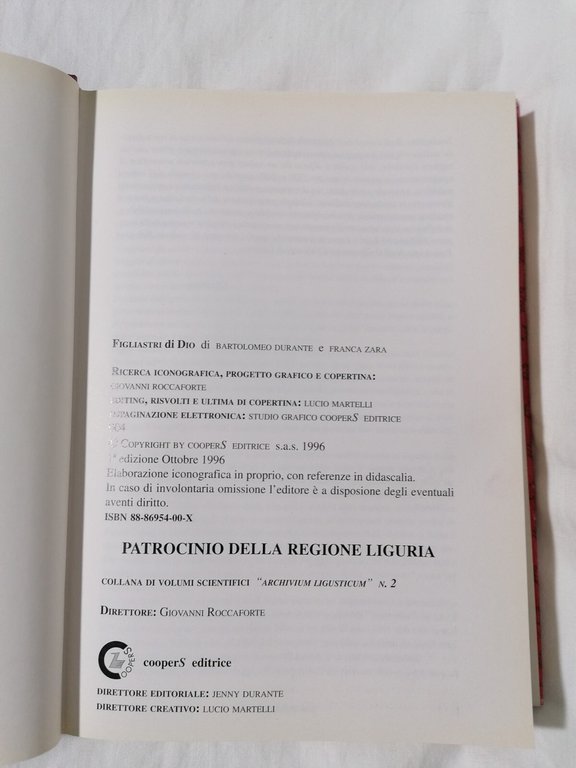 FIGLIASTRI di DIO di BARTOLOMEO DURANTE e FRANCA ZARA
RICERCA ICONOGRAFICA, PROGETTO GRAFICO E COPERTINA:
GIOVANNI ROCCAFORTE
EDITING, RISVOLTI E ULTIMA DI COPERTINA: LUCIO MARTELLI
IMPAGINAZIONE ELETTRONICA: STUDIO GRAFICO COOPERS EDITRICE
© COPYRIGHT BY COOPERS EDITRICE s.a.s. 1996
1ª edizione Ottobre 1996
Elaborazione iconografica in proprio, con referenze in didascalia.
In caso di involontaria omissione l'editore è a disposione degli eventuali
aventi diritto.
ISBN 88-86954-00-X
PATROCINIO DELLA REGIONE LIGURIA
COLLANA DI VOLUMI SCIENTIFICI "ARCHIVIUM LIGUSTICUM" N. 2
DIRETTORE: GIOVANNI ROCCAFORTE
COOPERS
cooperS editrice
DIRETTORE EDITORIALE: JENNY DURANTE
DIRETTORE CREATIVO: LUCIO MARTELLI